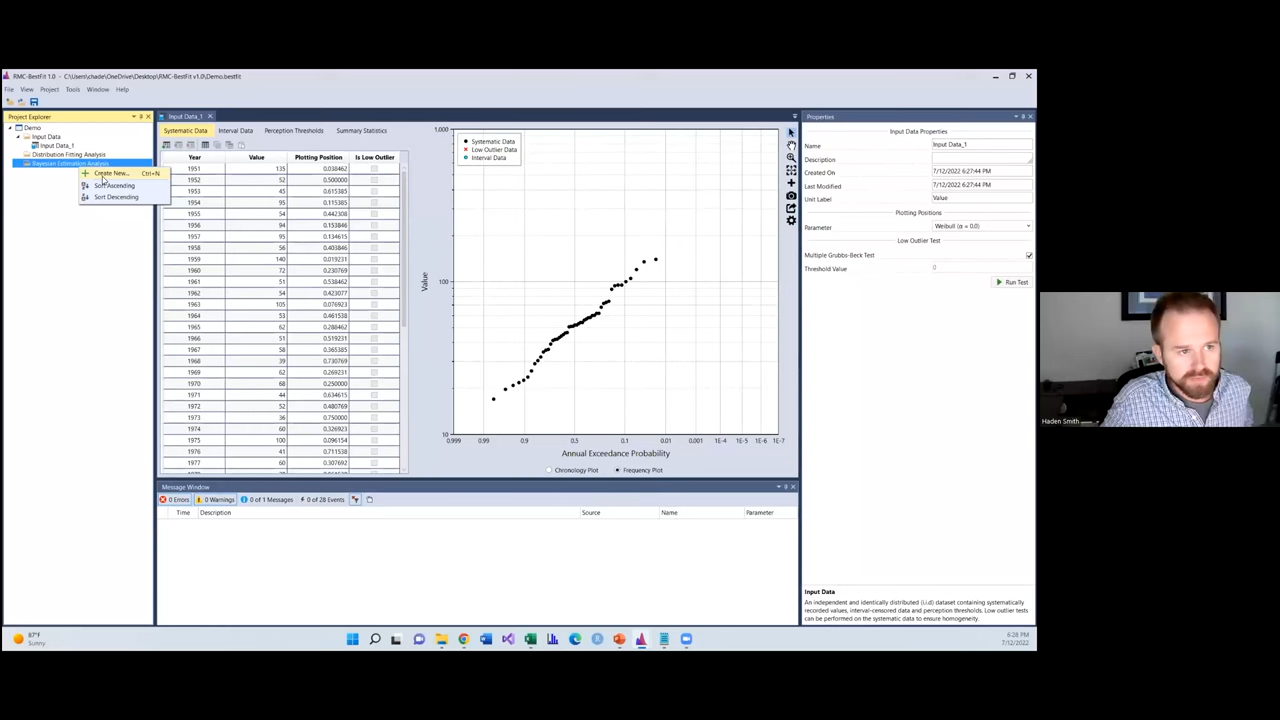 RMC-BestFit 1.0 - C:\Users\chade\OneDrive\Desktop\RMC-BestFit v1.0\Demo.bestfit
File View Project Tools Window Help
Project Explorer
Demo
Input Data
Input Data_1
Distribution Fitting Analysis
Bayesian Estimation Analysis
Create New... Ctrl+N
Sort Ascending
Sort Descending
Input Data_1
Systematic Data Interval Data Perception Thresholds Summary Statistics
Year Value Plotting Position Is Low Outlier
1951 135 0.038462
1952 52 0.500000
1953 45 0.615385
1954 95 0.115385
1955 54 0.442308
1956 94 0.153846
1957 95 0.134615
1958 56 0.403846
1959 140 0.019231
1960 72 0.230769
1961 51 0.538462
1962 54 0.423077
1963 105 0.076923
1964 53 0.461538
1965 62 0.288462
1966 51 0.519231
1967 58 0.365385
1968 39 0.730769
1969 62 0.269231
1970 68 0.250000
1971 44 0.634615
1972 52 0.480769
1973 36 0.750000
1974 60 0.326923
1975 100 0.096154
1976 41 0.711538
1977 60 0.307692
Systematic Data
Low Outlier Data
Interval Data
1,000
100
10
Value
0.999 0.99 0.9 0.5 0.1 0.01 0.001 1E-4 1E-5 1E-6 1E-7
Annual Exceedance Probability
Chronology Plot Frequency Plot
Message Window
0 Errors 0 Warnings 0 of 1 Messages 0 of 28 Events
Time Description Source Name Parameter
Properties
Input Data Properties
Name Input Data_1
Description
Created On 7/12/2022 6:27:44 PM
Last Modified 7/12/2022 6:27:44 PM
Unit Label Value
Plotting Positions
Parameter Weibull (α = 0.0)
Low Outlier Test
Multiple Grubbs-Beck Test
Threshold Value 0
Run Test
Input Data
An independent and identically distributed (i.i.d) dataset containing systematically
recorded values, interval-censored data and perception thresholds. Low outlier tests
can be performed on the systematic data to ensure homogeneity.
87°F
Sunny
6:28 PM
7/12/2022
Haden Smith